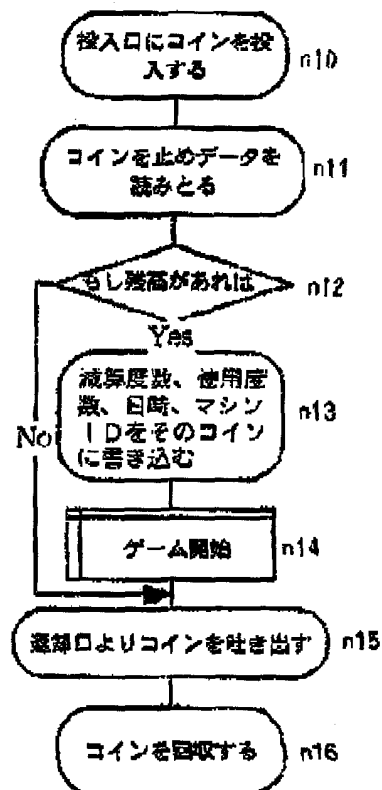 投入口にコインを投
入する
n10
コインを止めデータを
読みとる
n11
もし残高があれば
n12
Yes
No
減算度数、使用度
数、日時、マシン
IDをそのコイン
に書き込む
n13
ゲーム開始
n14
返却口よりコインを吐き出す
n15
コインを回収する
n16